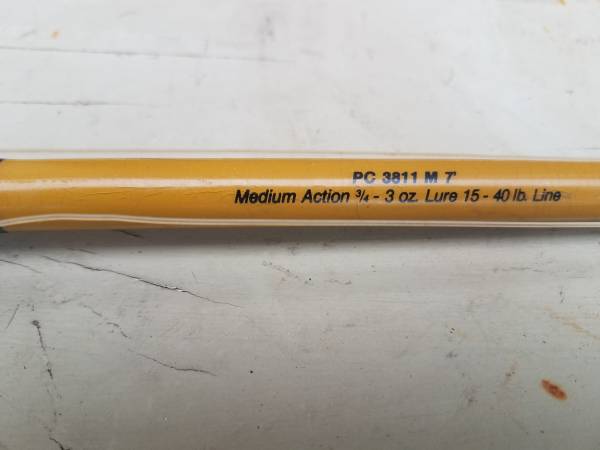 PC 3811 M 7'
Medium Action ¾ - 3 oz. Lure 15 - 40 lb. Line